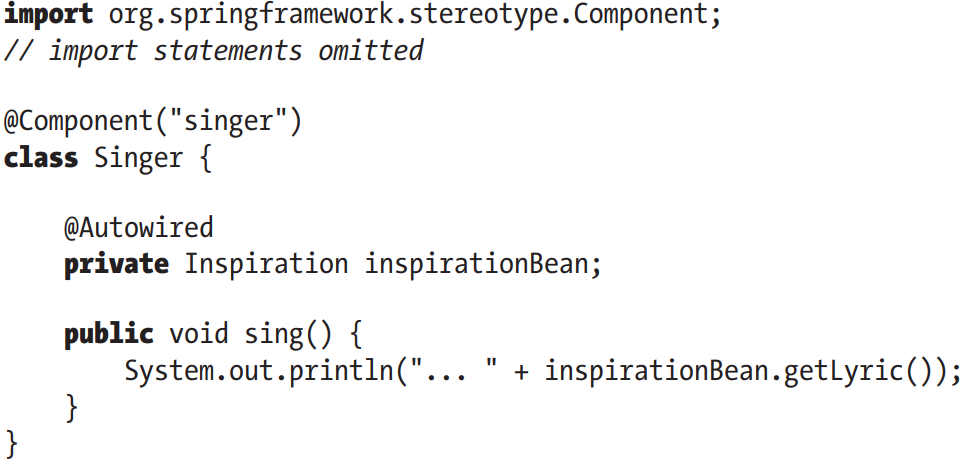 import org.springframework.stereotype.Component;
// import statements omitted
@Component("singer")
class Singer {
@Autowired
private Inspiration inspirationBean;
public void sing() {
System.out.println("... " + inspirationBean.getLyric());
}
}